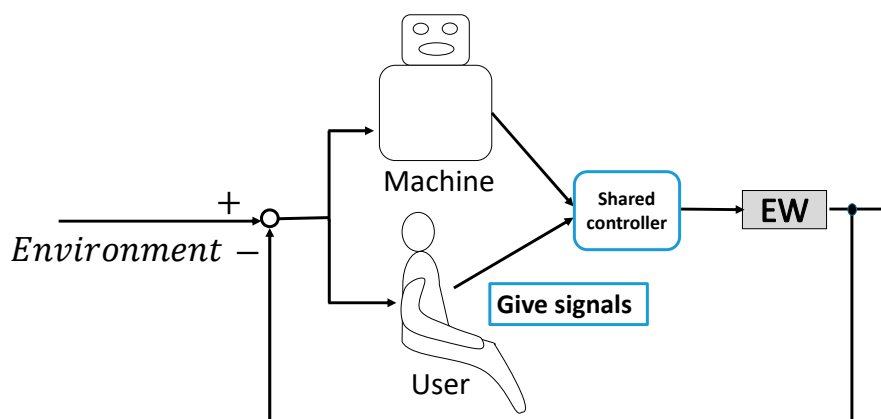 Machine
+
Environment −
Shared
controller
EW
Give signals
User